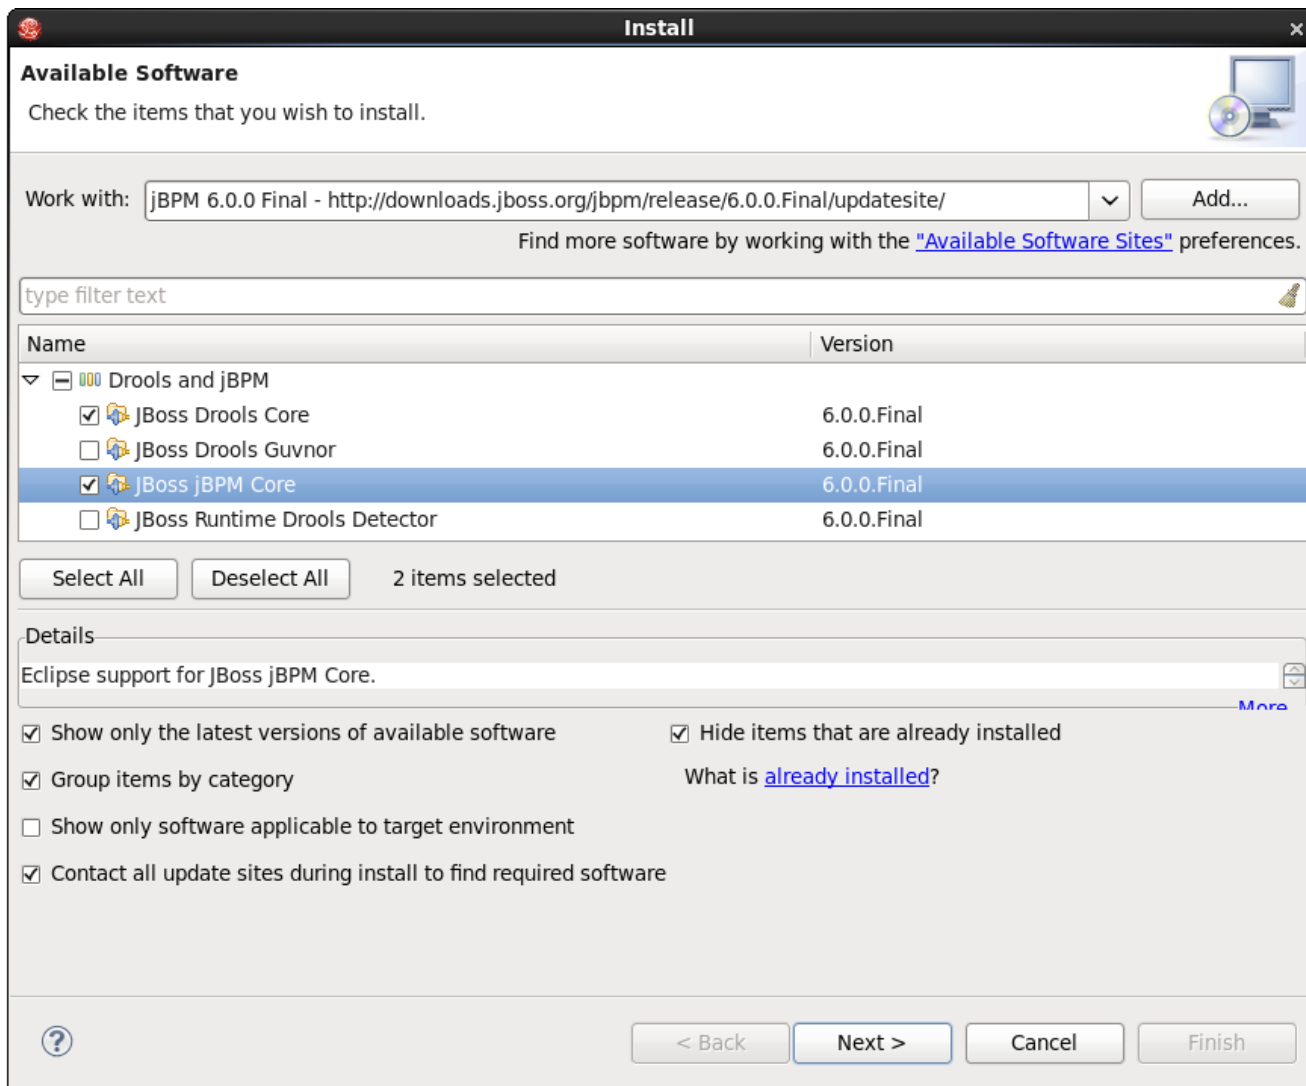 Install
Available Software
Check the items that you wish to install.
Work with: jBPM 6.0.0 Final - http://downloads.jboss.org/jbpm/release/6.0.0.Final/updatesite/ Add...
Find more software by working with the "Available Software Sites" preferences.
type filter text
Name Version
Drools and jBPM
JBoss Drools Core 6.0.0.Final
JBoss Drools Guvnor 6.0.0.Final
JBoss jBPM Core 6.0.0.Final
JBoss Runtime Drools Detector 6.0.0.Final
Select All Deselect All 2 items selected
Details
Eclipse support for JBoss jBPM Core.
More
Show only the latest versions of available software Hide items that are already installed
Group items by category What is already installed?
Show only software applicable to target environment
Contact all update sites during install to find required software
? < Back Next > Cancel Finish